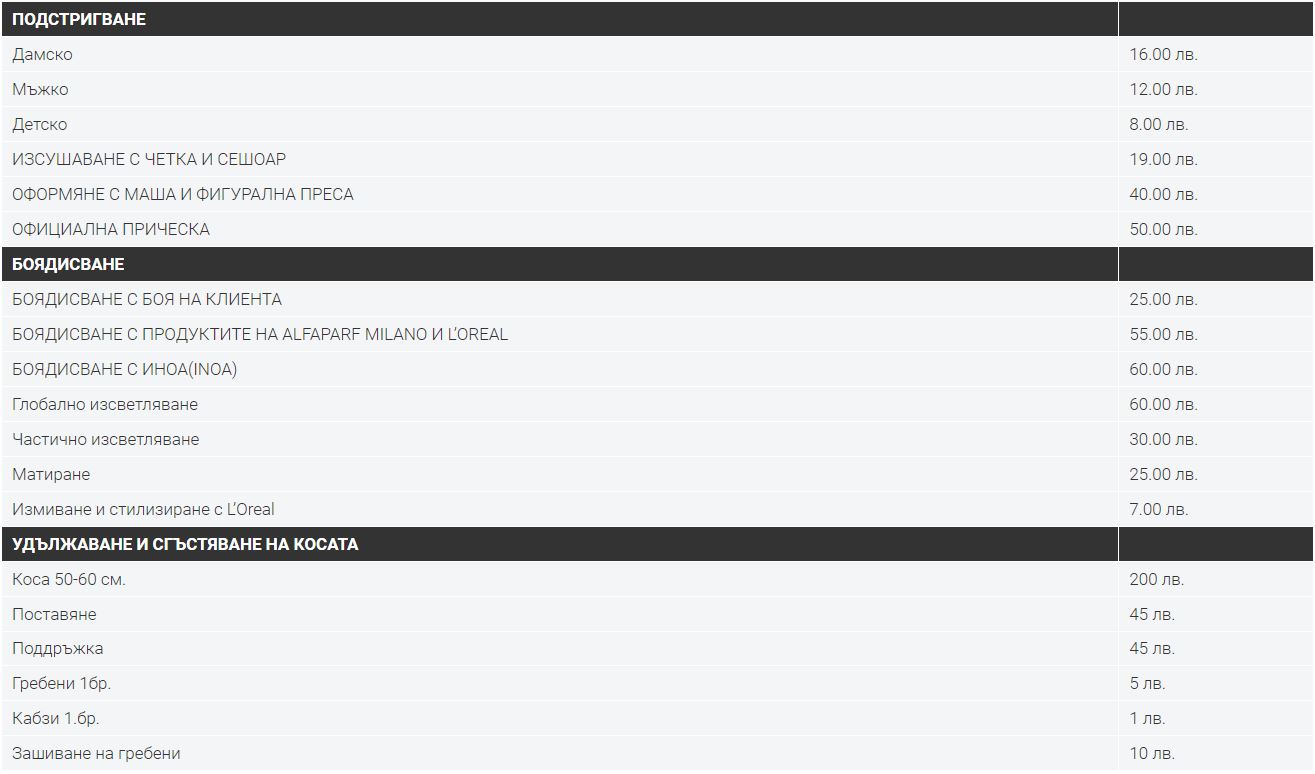 ПОДСТРИГВАНЕ
Дамско 16.00 лв.
Мъжко 12.00 лв.
Детско 8.00 лв.
ИЗСУШАВАНЕ С ЧЕТКА И СЕШОАР 19.00 лв.
ОФОРМЯНЕ С МАША И ФИГУРАЛНА ПРЕСА 40.00 лв.
ОФИЦИАЛНА ПРИЧЕСКА 50.00 лв.
БОЯДИСВАНЕ
БОЯДИСВАНЕ С БОЯ НА КЛИЕНТА 25.00 лв.
БОЯДИСВАНЕ С ПРОДУКТИТЕ НА ALFAPARF MILANO И L’OREAL 55.00 лв.
БОЯДИСВАНЕ С ИНОА(INOA) 60.00 лв.
Глобално изсветляване 60.00 лв.
Частично изсветляване 30.00 лв.
Матиране 25.00 лв.
Измиване и стилизиране с L’Oreal 7.00 лв.
УДЪЛЖАВАНЕ И СГЪСТЯВАНЕ НА КОСАТА
Коса 50-60 см. 200 лв.
Поставяне 45 лв.
Поддръжка 45 лв.
Гребени 1бр. 5 лв.
Кабзи 1.бр. 1 лв.
Зашиване на гребени 10 лв.